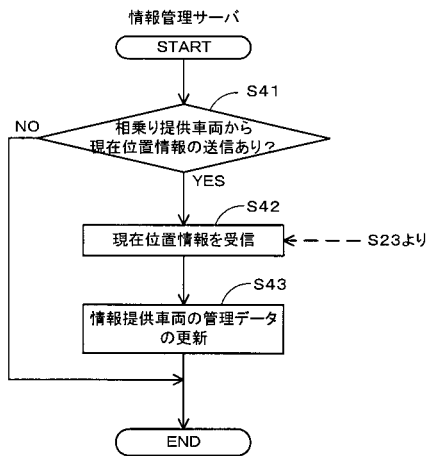 情報管理サーバ
START
S41
NO
相乗り提供車両から
現在位置情報の送信あり?
YES
S42
現在位置情報を受信
S23より
S43
情報提供車両の管理データ
の更新
END